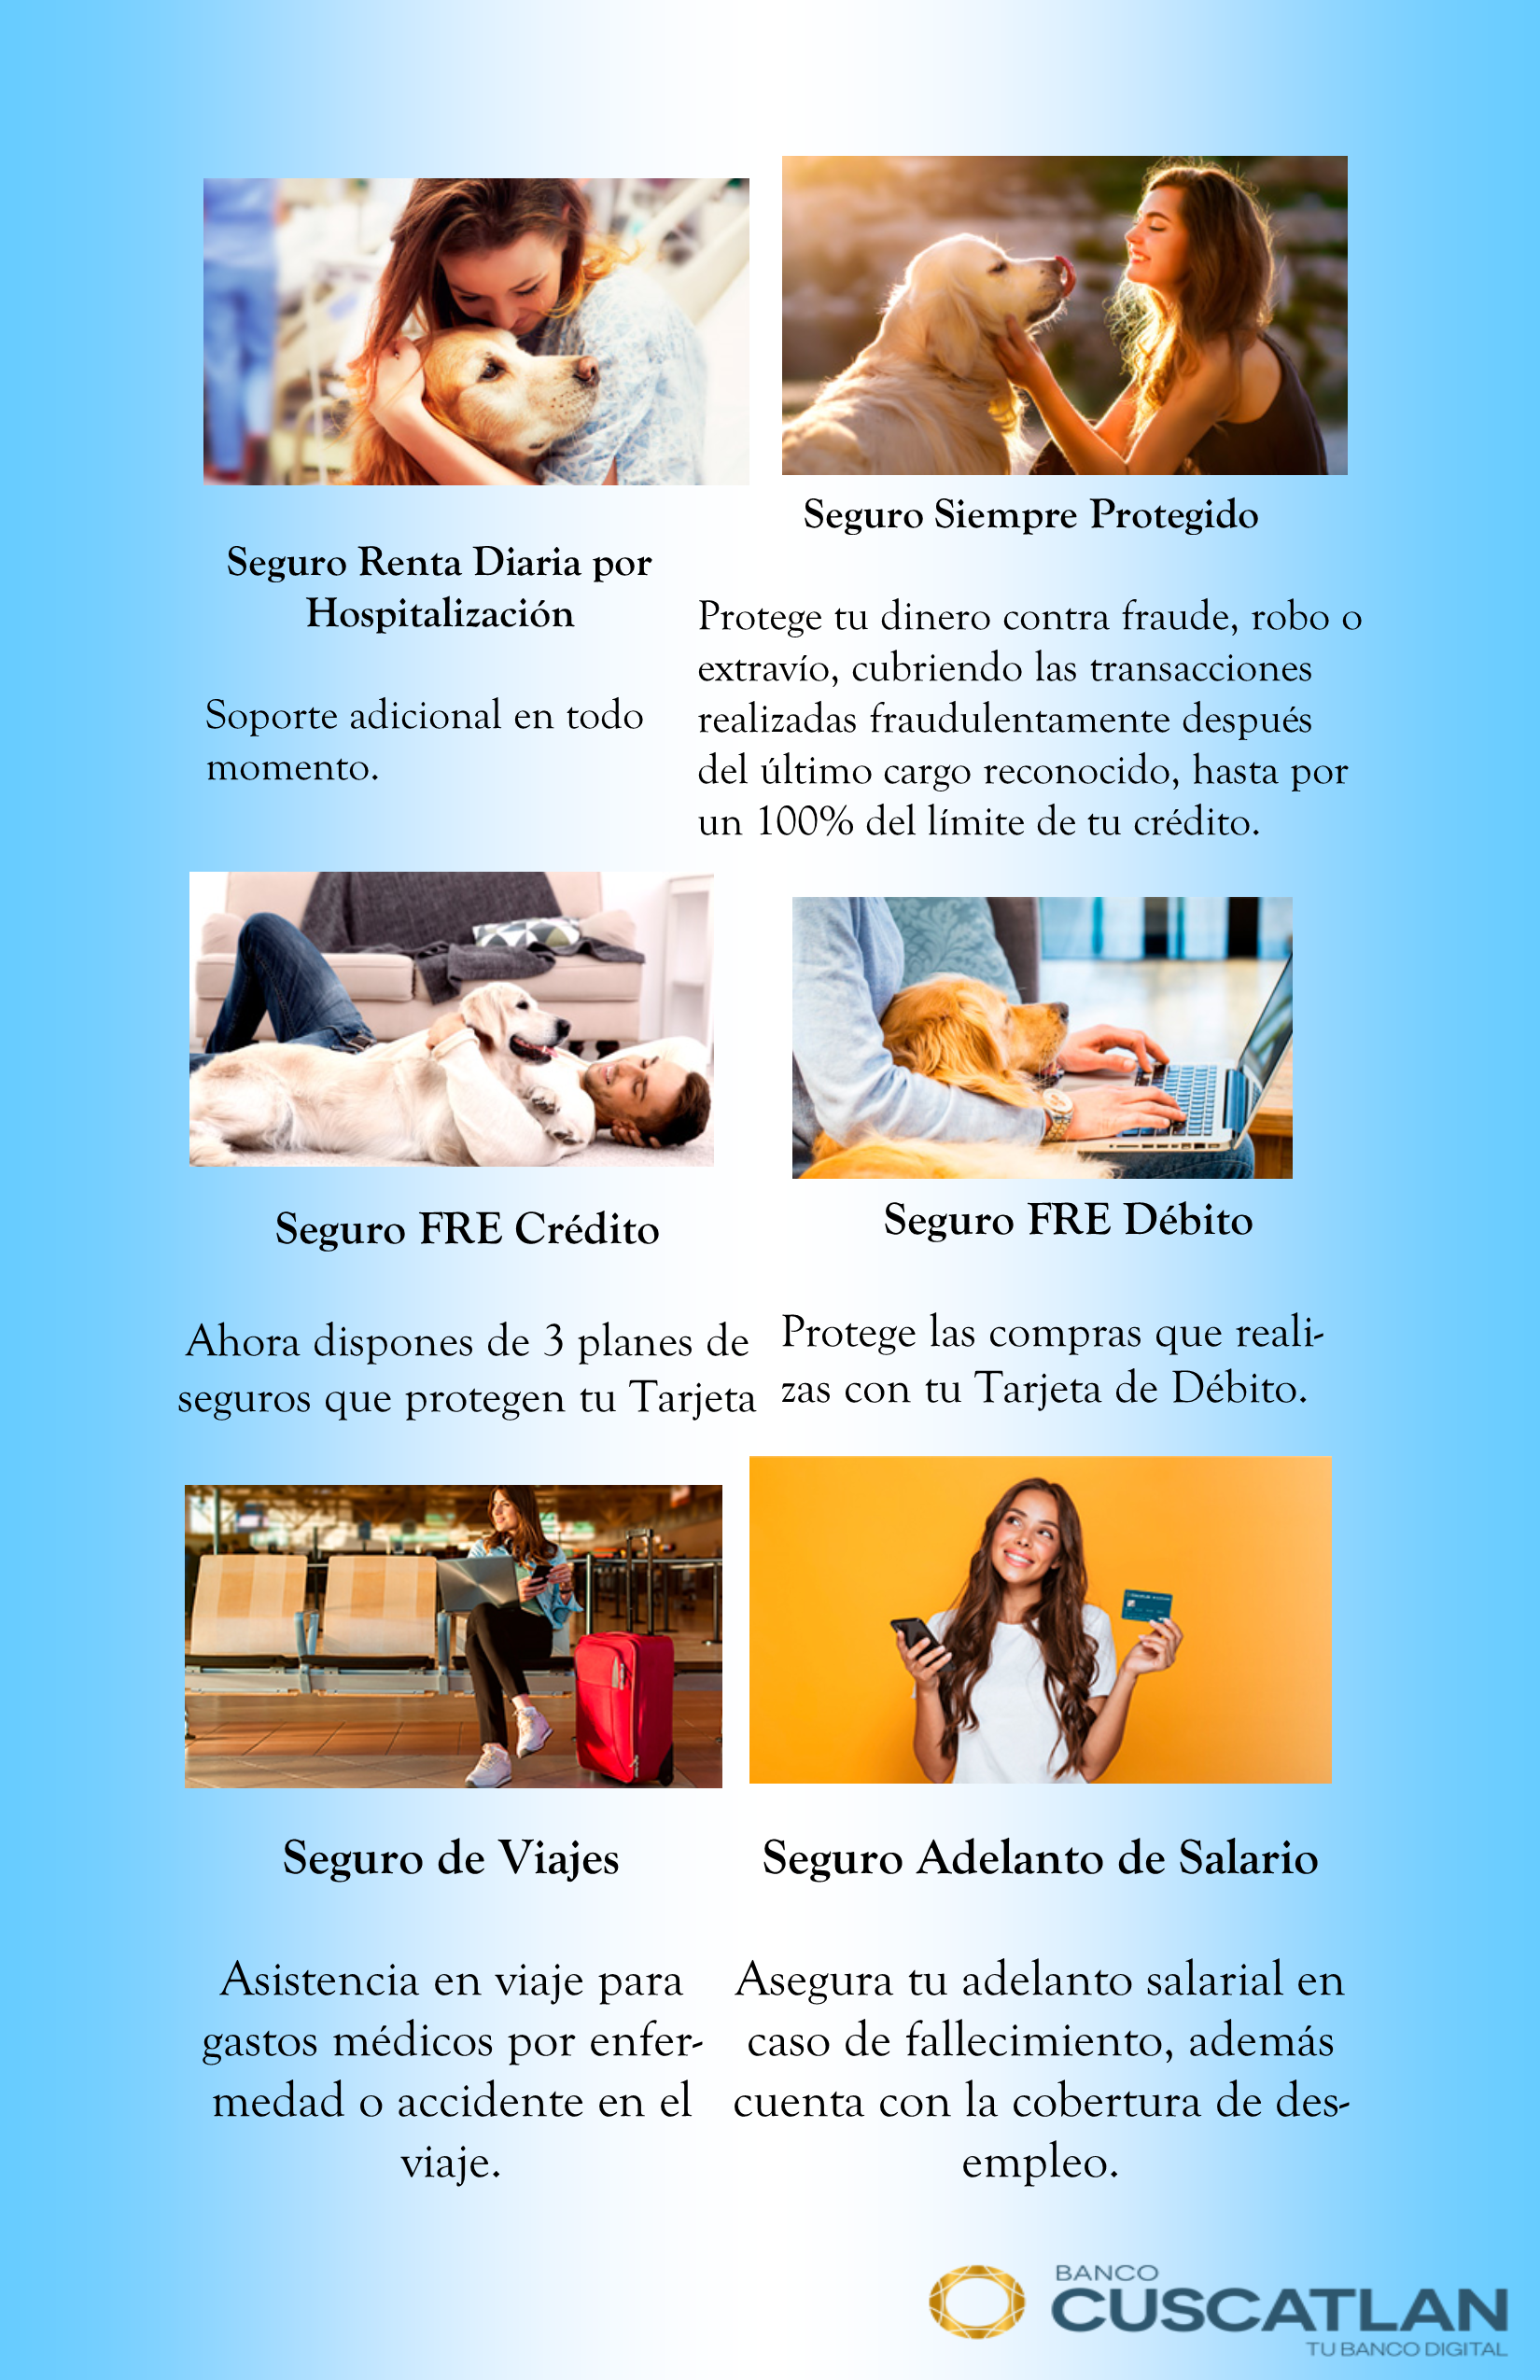 Seguro Renta Diaria por
Hospitalización
Soporte adicional en todo
momento.
Seguro Siempre Protegido
Protege tu dinero contra fraude, robo o
extravío, cubriendo las transacciones
realizadas fraudulentamente después
del último cargo reconocido, hasta por
un 100% del límite de tu crédito.
Seguro FRE Crédito
Ahora dispones de 3 planes de
seguros que protegen tu Tarjeta
Seguro FRE Débito
Protege las compras que reali-
zas con tu Tarjeta de Débito.
Seguro de Viajes
Asistencia en viaje para
gastos médicos por enfer-
medad o accidente en el
viaje.
Seguro Adelanto de Salario
Asegura tu adelanto salarial en
caso de fallecimiento, además
cuenta con la cobertura de des-
empleo.
BANCO
CUSCATLAN
TU BANCO DIGITAL